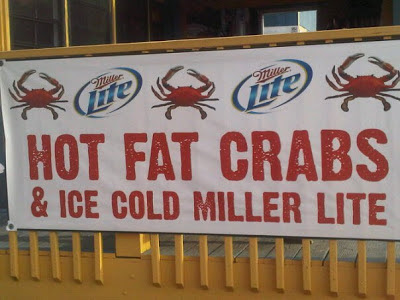 Miller Lite Miller Lite
HOT FAT CRABS
& ICE COLD MILLER LITE